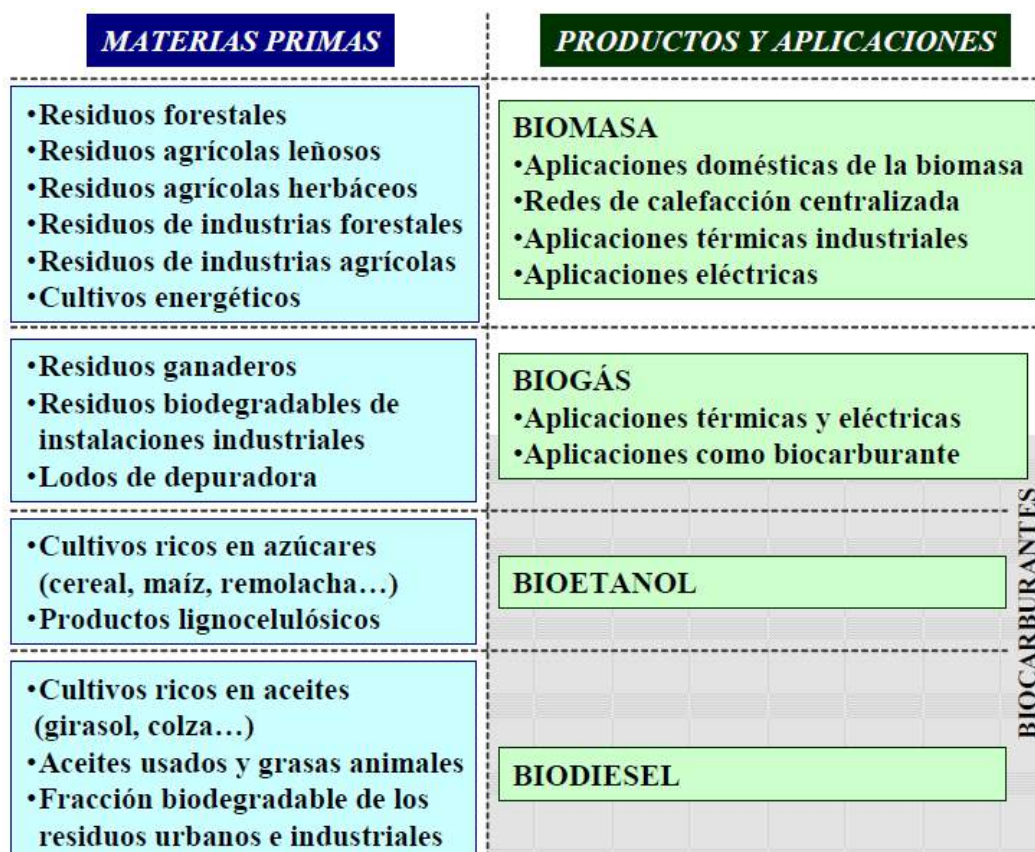 MATERIAS PRIMAS
PRODUCTOS Y APLICACIONES
•Residuos forestales
•Residuos agrícolas leñosos
•Residuos agrícolas herbáceos
•Residuos de industrias forestales
•Residuos de industrias agrícolas
•Cultivos energéticos
BIOMASA
•Aplicaciones domésticas de la biomasa
•Redes de calefacción centralizada
•Aplicaciones térmicas industriales
•Aplicaciones eléctricas
•Residuos ganaderos
•Residuos biodegradables de
instalaciones industriales
•Lodos de depuradora
BIOGÁS
•Aplicaciones térmicas y eléctricas
•Aplicaciones como biocarburante
•Cultivos ricos en azúcares
(cereal, maíz, remolacha…)
•Productos lignocelulósicos
BIOETANOL
•Cultivos ricos en aceites
(girasol, colza…)
•Aceites usados y grasas animales
•Fracción biodegradable de los
residuos urbanos e industriales
BIODIESEL
BIOCARBURANTES